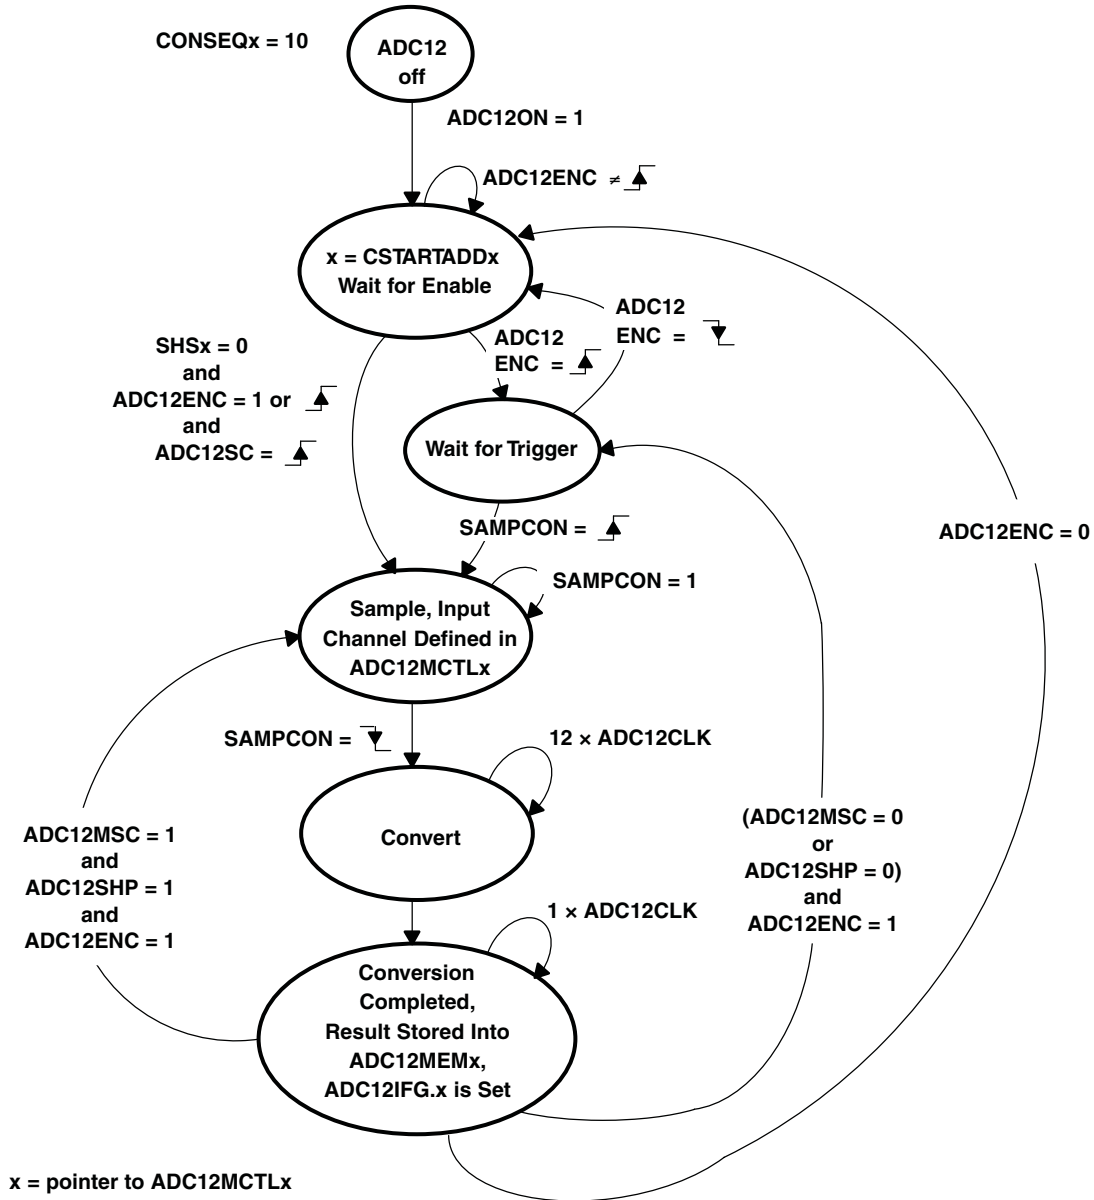 CONSEQx = 10
ADC12
off
ADC12ON = 1
ADC12ENC ≠
x = CSTARTADDx
Wait for Enable
ADC12
ENC =
ADC12
ENC =
SHSx = 0
and
ADC12ENC = 1 or
and
ADC12SC =
Wait for Trigger
SAMPCON =
ADC12ENC = 0
SAMPCON = 1
Sample, Input
Channel Defined in
ADC12MCTLx
SAMPCON =
12 × ADC12CLK
Convert
(ADC12MSC = 0
or
ADC12SHP = 0)
and
ADC12ENC = 1
ADC12MSC = 1
and
ADC12SHP = 1
and
ADC12ENC = 1
1 × ADC12CLK
Conversion
Completed,
Result Stored Into
ADC12MEMx,
ADC12IFG.x is Set
x = pointer to ADC12MCTLx